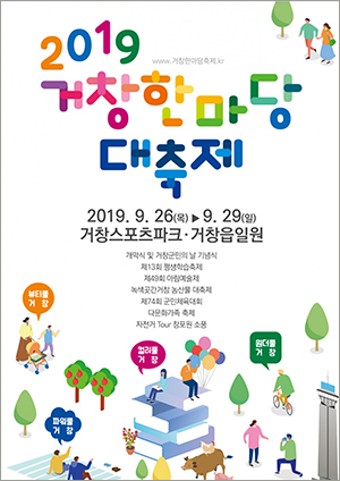 2019
www.거창한마당축제.kr
거창한마당
대축제
2019. 9. 26(목) ▶ 9. 29(일)
거창스포츠파크·거창읍일원
개막식 및 거창군민의 날 기념식
제13회 평생학습축제
제49회 아림예술제
녹색곳간거창 농산물 대축제
제74회 군민체육대회
다문화가족 축제
자전거 Tour 창포원 소풍
뷰티풀
거창
컬러풀
거창
원더풀
거창
파워풀
거창